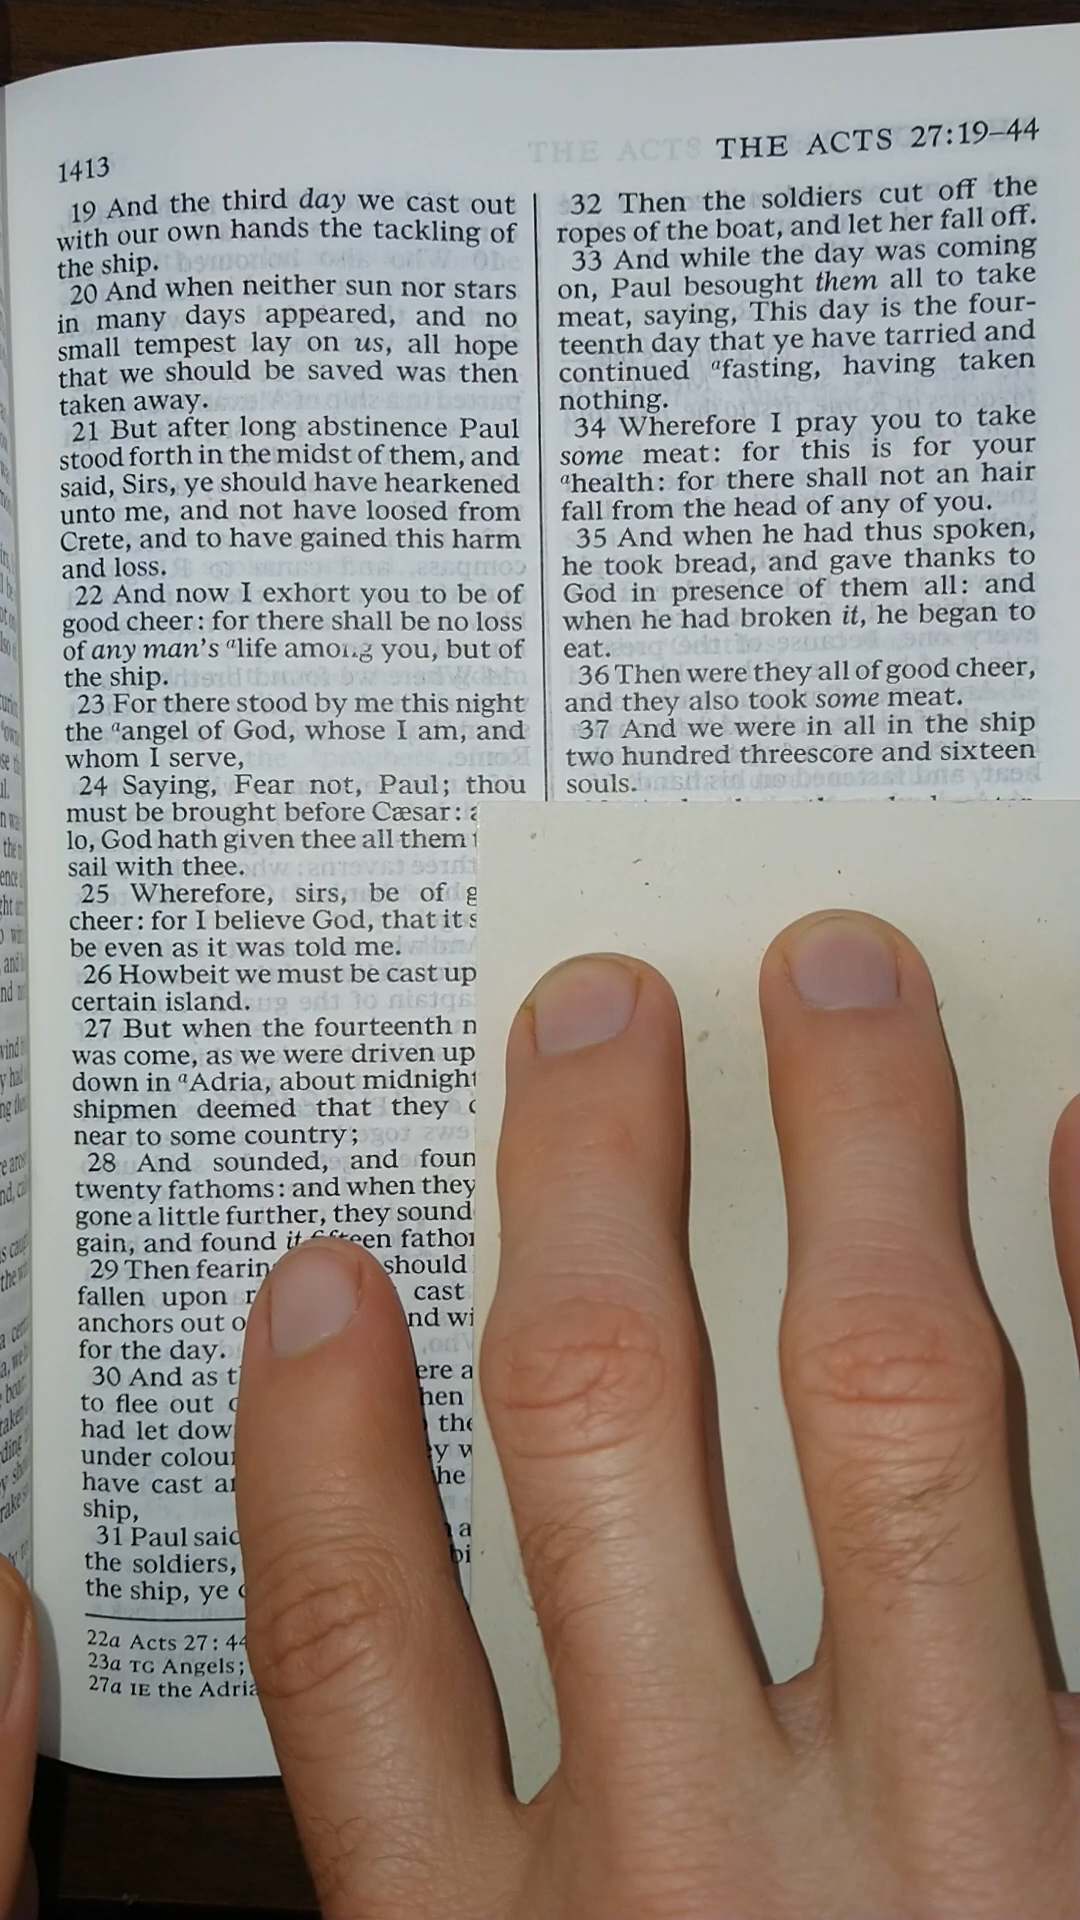 1413
THE ACTS 27:19–44
19 And the third day we cast out
with our own hands the tackling of
the ship.
20 And when neither sun nor stars
in many days appeared, and no
small tempest lay on us, all hope
that we should be saved was then
taken away.
21 But after long abstinence Paul
stood forth in the midst of them, and
said, Sirs, ye should have hearkened
unto me, and not have loosed from
Crete, and to have gained this harm
and loss.
22 And now I exhort you to be of
good cheer: for there shall be no loss
of any man's alife among you, but of
the ship.
23 For there stood by me this night
the aangel of God, whose I am, and
whom I serve,
24 Saying, Fear not, Paul; thou
must be brought before Cæsar:
lo, God hath given thee all them
sail with thee.
25 Wherefore, sirs, be of
cheer: for I believe God, that it
be even as it was told me.
26 Howbeit we must be cast up
certain island.
27 But when the fourteenth
was come, as we were driven up
down in aAdria, about midnight
shipmen deemed that they
near to some country;
28 And sounded, and
twenty fathoms: and when they
gone a little further, they
gain, and found it
29 Then should
fallen upon cast
anchors out
for the day.
30 And as
to flee out
had let the
under
have cast
ship,
31 Paul
the soldiers,
the ship, ye
22a Acts 27:
23a TG Angels;
27a IE the
32 Then the soldiers cut off the
ropes of the boat, and let her fall off.
33 And while the day was coming
on, Paul besought them all to take
meat, saying, This day is the four-
teenth day that ye have tarried and
continued afasting, having taken
nothing.
34 Wherefore I pray you to take
some meat: for this is for your
ahealth: for there shall not an hair
fall from the head of any of you.
35 And when he had thus spoken,
he took bread, and gave thanks to
God in presence of them all: and
when he had broken it, he began to
eat.
36 Then were they all of good cheer,
and they also took some meat.
37 And we were in all in the ship
two hundred threescore and sixteen
souls.